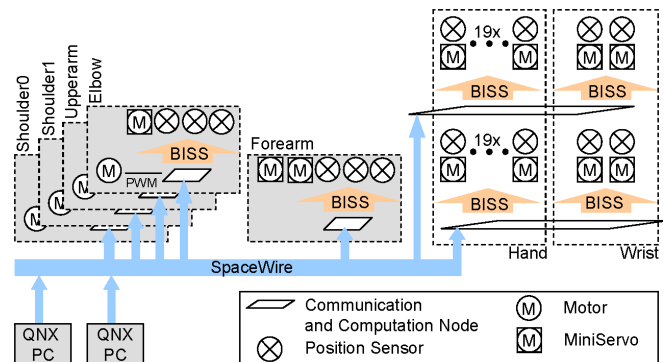 Shoulder0
Shoulder1
Upperarm
Elbow
M
BISS
M
PWM
M
M
M
Forearm
M
M
BISS
19x
M
M
M
M
BISS
BISS
19x
M
M
M
M
BISS
BISS
Hand
Wrist
SpaceWire
QNX
PC
QNX
PC
Communication
and Computation Node
Position Sensor
M
Motor
M
MiniServo